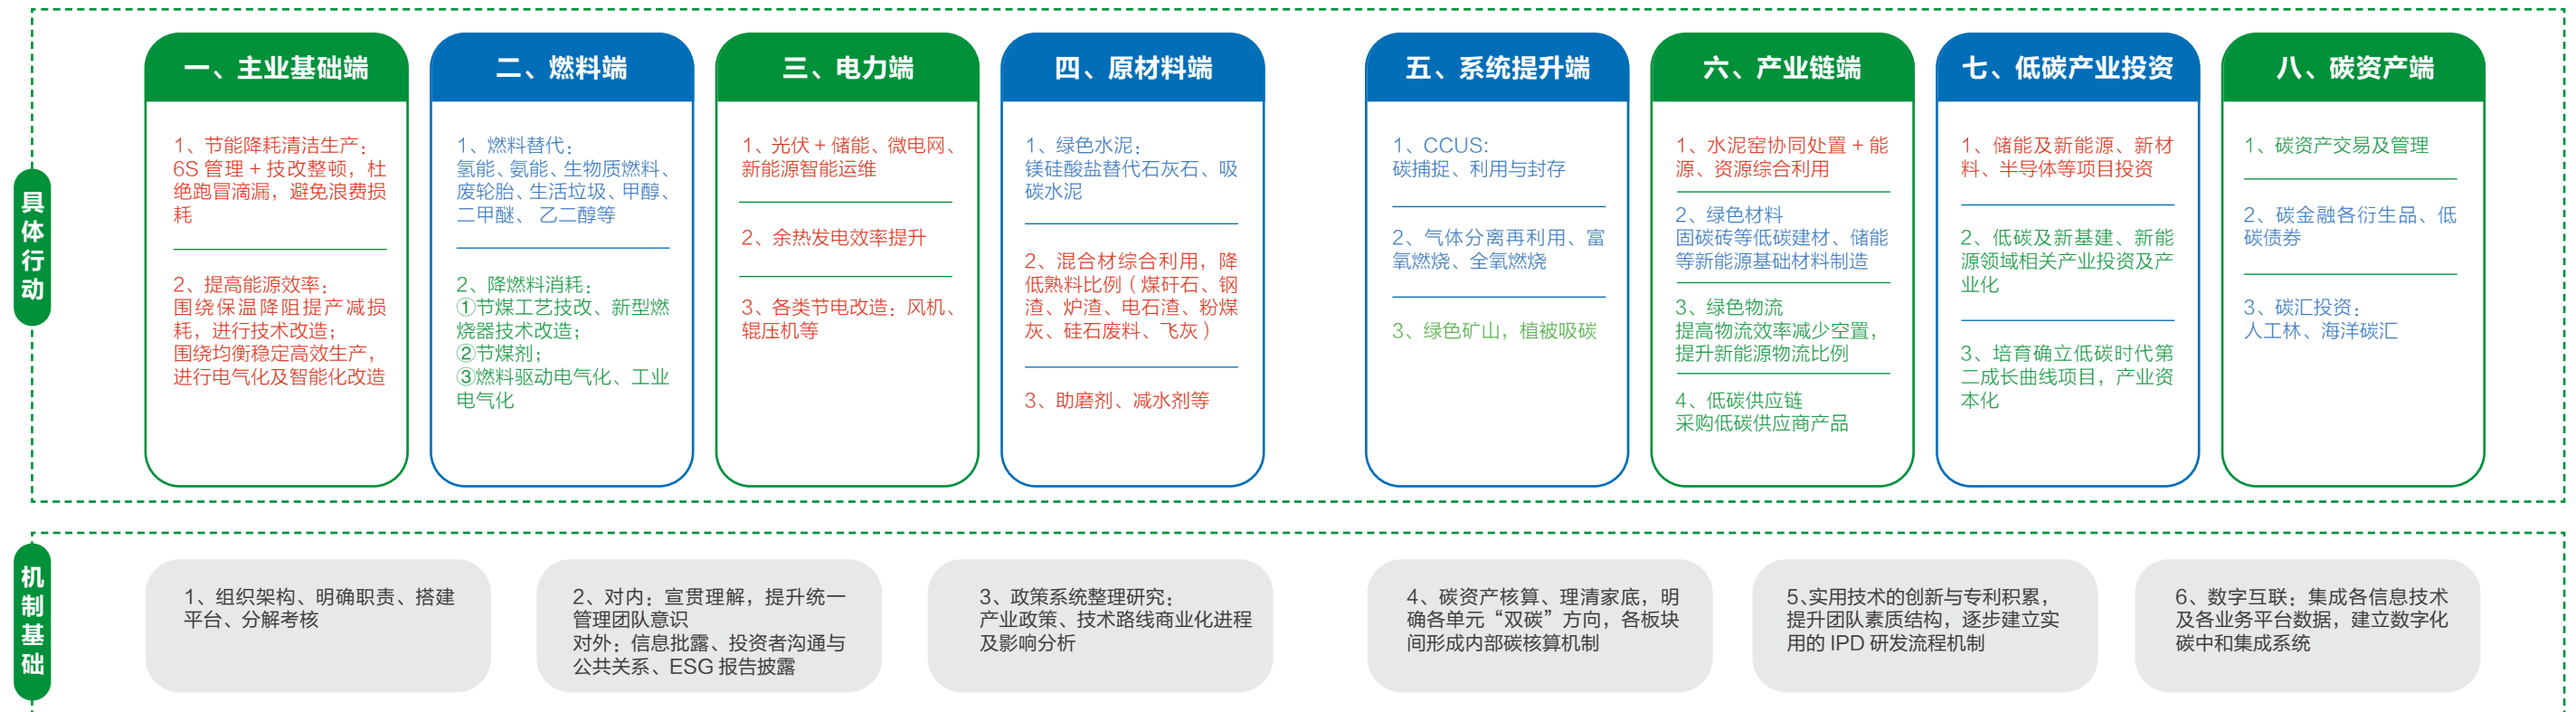 具体行动
一、主业基础端
1、节能降耗清洁生产：
6S 管理 + 技改整顿，杜
绝跑冒滴漏，避免浪费损
耗
2、提高能源效率：
围绕保温降阻提产减损
耗，进行技术改造；
围绕均衡稳定高效生产，
进行电气化及智能化改造
二、燃料端
1、燃料替代：
氢能、氨能、生物质燃料、
废轮胎、生活垃圾、甲醇、
二甲醚、 乙二醇等
2、降燃料消耗：
①节煤工艺技改、新型燃
烧器技术改造；
②节煤剂；
③燃料驱动电气化、工业
电气化
三、电力端
1、光伏 + 储能、微电网、
新能源智能运维
2、余热发电效率提升
3、各类节电改造：风机、
辊压机等
四、原材料端
1、绿色水泥：
镁硅酸盐替代石灰石、吸
碳水泥
2、混合材综合利用，降
低熟料比例（煤矸石、钢
渣、炉渣、电石渣、粉煤
灰、硅石废料、飞灰）
3、助磨剂、减水剂等
五、系统提升端
1、CCUS:
碳捕捉、利用与封存
2、气体分离再利用、富
氧燃烧、全氧燃烧
3、绿色矿山，植被吸碳
六、产业链端
1、水泥窑协同处置 + 能
源、资源综合利用
2、绿色材料
固碳砖等低碳建材、储能
等新能源基础材料制造
3、绿色物流
提高物流效率减少空置，
提升新能源物流比例
4、低碳供应链
采购低碳供应商产品
七、低碳产业投资
1、储能及新能源、新材
料、半导体等项目投资
2、低碳及新基建、新能
源领域相关产业投资及产
业化
3、培育确立低碳时代第
二成长曲线项目，产业资
本化
八、碳资产端
1、碳资产交易及管理
2、碳金融各衍生品、低
碳债券
3、碳汇投资：
人工林、海洋碳汇
机制基础
1、组织架构、明确职责、搭建
平台、分解考核
2、对内：宣贯理解，提升统一
管理团队意识
对外：信息批露、投资者沟通与
公共关系、ESG 报告披露
3、政策系统整理研究：
产业政策、技术路线商业化进程
及影响分析
4、碳资产核算、理清家底，明
确各单元“双碳”方向，各板块
间形成内部碳核算机制
5、实用技术的创新与专利积累，
提升团队素质结构，逐步建立实
用的 IPD 研发流程机制
6、数字互联：集成各信息技术
及各业务平台数据，建立数字化
碳中和集成系统